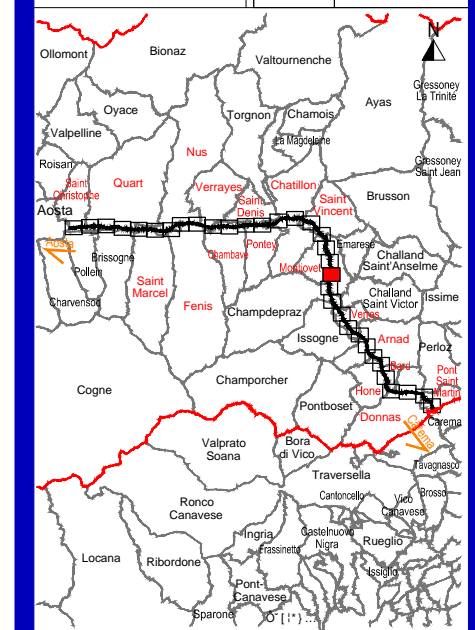 N
Ollomont
Bionaz
Valtournenche
Gressoney
La Trinitè
Ayas
Oyace
Torgnon
Chamois
Valpelline
La Magdeleine
Nus
Roisan
Gressoney
Saint Jean
Saint
Christophe
Quart
Verrayes
Chatillon
Brusson
Saint
Denis
Saint
Vincent
Aosta
Aosta
Emarese
Pontey
Brissogne
Chambave
Challand
Saint'Anselme
Pollein
Montjovet
Saint
Marcel
Challand
Saint Victor
Issime
Charvensod
Fenis
Champdepraz
Verres
Issogne
Arnad
Perloz
Bard
Pont
Saint
Martin
Champorcher
Cogne
Hone
Pontboset
Donnas
Carema
Carema
Valprato
Soana
Bora
di Vico
Tavagnasco
Traversella
Cantoncello
Brosso
Vico
Canavese
Ronco
Canavese
Ingria
Castelnuovo
Nigra
Rueglio
Frassinetto
Locana
Ribordone
Issiglio
Pont-
Canavese
Sparone